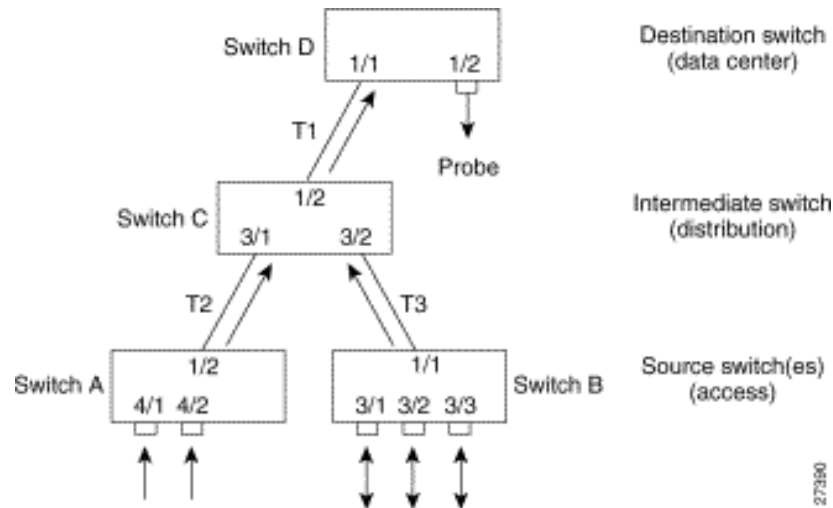 Switch D
1/1 1/2
Destination switch
(data center)
T1
Probe
Switch C
1/2
3/1 3/2
Intermediate switch
(distribution)
T2 T3
Switch A
1/2
4/1 4/2
1/1
3/1 3/2 3/3
Switch B
Source switch(es)
(access)
27390